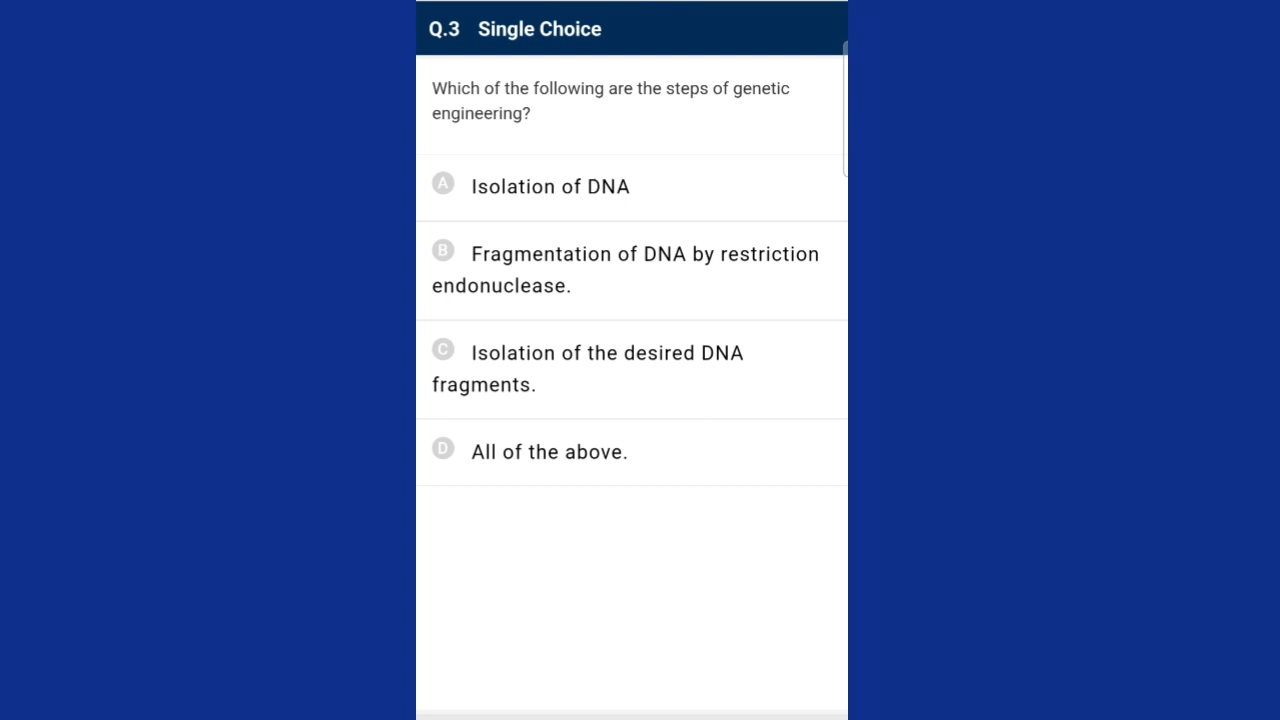 Q.3 Single Choice
Which of the following are the steps of genetic
engineering?
A Isolation of DNA
B Fragmentation of DNA by restriction
endonuclease.
C Isolation of the desired DNA
fragments.
D All of the above.